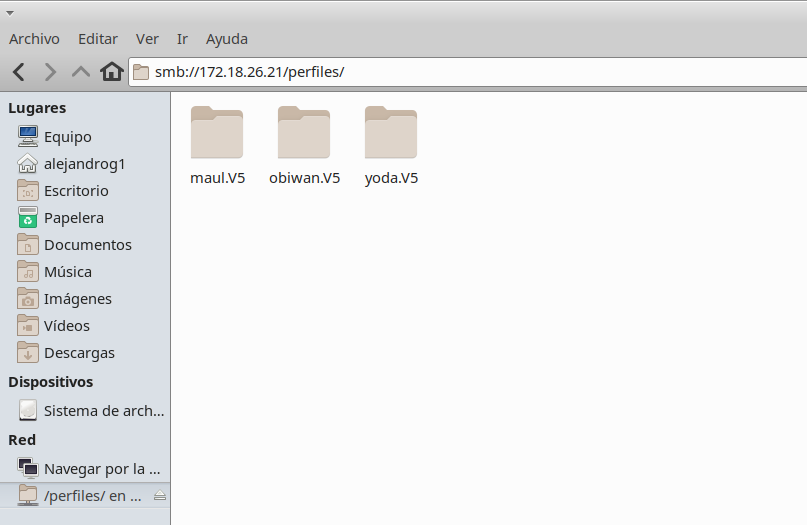 Archivo Editar Ver Ir Ayuda
smb://172.18.26.21/perfiles/
Lugares
Equipo
alejandrog1
Escritorio
Papelera
Documentos
Música
Imágenes
Vídeos
Descargas
Dispositivos
Sistema de arch...
Red
Navegar por la ...
/perfiles/ en ...
maul.V5 obiwan.V5 yoda.V5